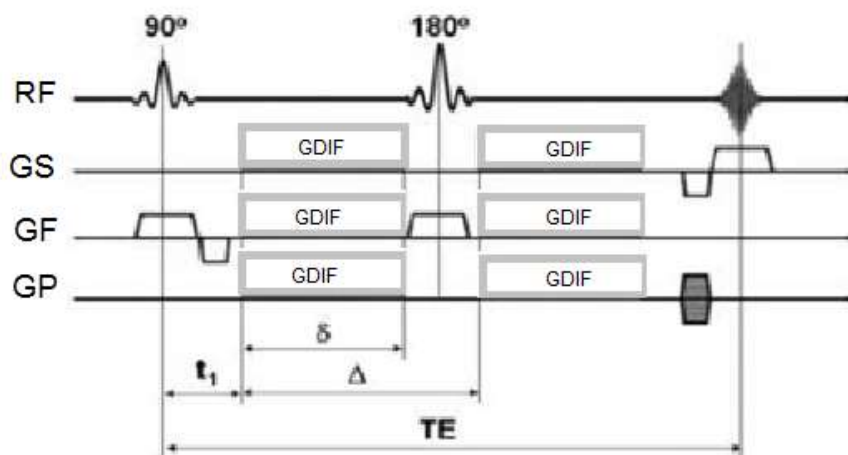 90º 180º
RF
GDIF GDIF
GS
GDIF GDIF
GF
GDIF GDIF
GP
δ
t1 Δ
TE